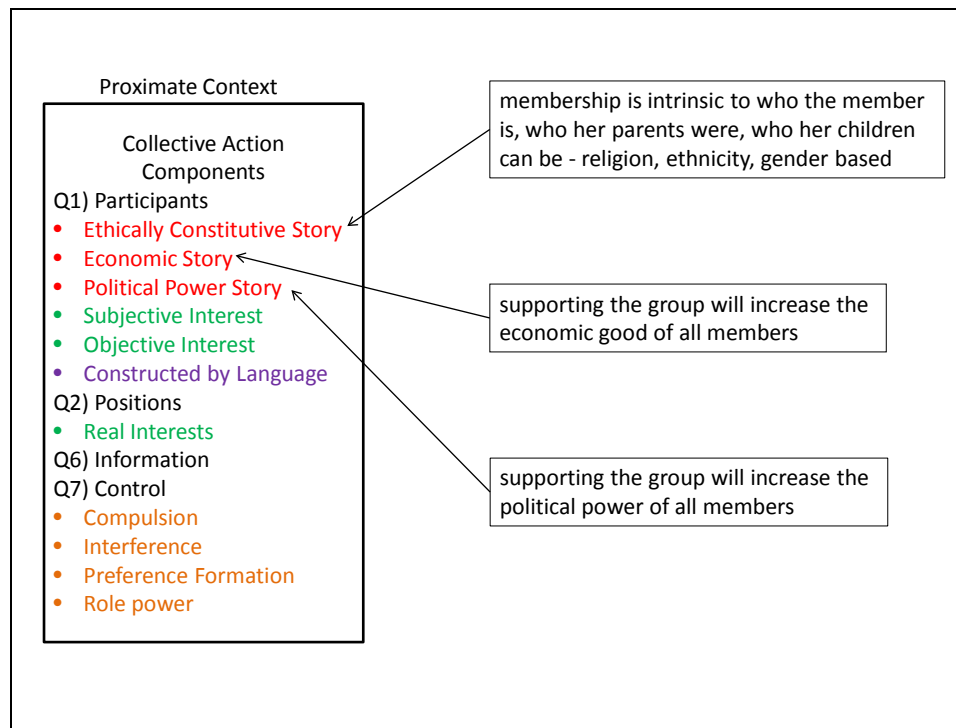 Proximate Context
Collective Action
Components
Q1) Participants
• Ethically Constitutive Story
• Economic Story
• Political Power Story
• Subjective Interest
• Objective Interest
• Constructed by Language
Q2) Positions
• Real Interests
Q6) Information
Q7) Control
• Compulsion
• Interference
• Preference Formation
• Role power
membership is intrinsic to who the member
is, who her parents were, who her children
can be - religion, ethnicity, gender based
supporting the group will increase the
economic good of all members
supporting the group will increase the
political power of all members